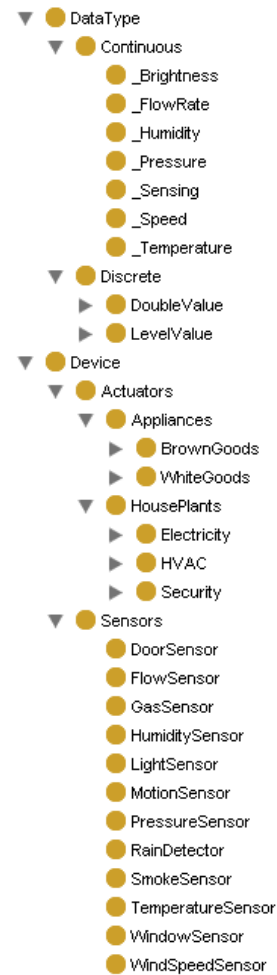 DataType
Continuous
_Brightness
_FlowRate
_Humidity
_Pressure
_Sensing
_Speed
_Temperature
Discrete
DoubleValue
LevelValue
Device
Actuators
Appliances
BrownGoods
WhiteGoods
HousePlants
Electricity
HVAC
Security
Sensors
DoorSensor
FlowSensor
GasSensor
HumiditySensor
LightSensor
MotionSensor
PressureSensor
RainDetector
SmokeSensor
TemperatureSensor
WindowSensor
WindSpeedSensor